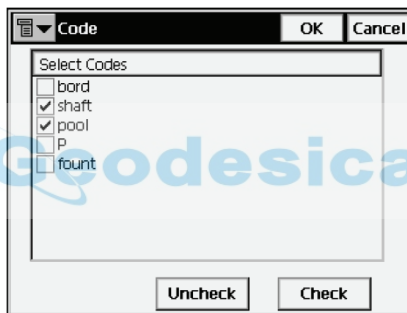 Code OK Cancel
Select Codes
bord
shaft
pool
P
fount
Geodesica
Uncheck Check